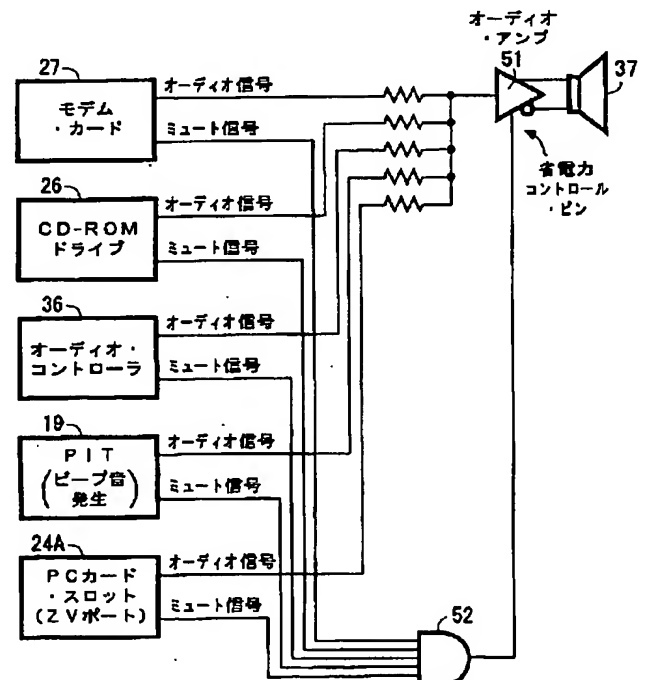 オーディオ
・アンプ
51
37
27
オーディオ信号
モデム
・カード
ミュート信号
省電力
コントロール
・ピン
26
オーディオ信号
CD-ROM
ドライブ
ミュート信号
36
オーディオ信号
オーディオ・
コントローラ
ミュート信号
19
オーディオ信号
PIT
(ビープ音
発生)
ミュート信号
24A
オーディオ信号
PCカード
・スロット
(ZVポート)
ミュート信号
52